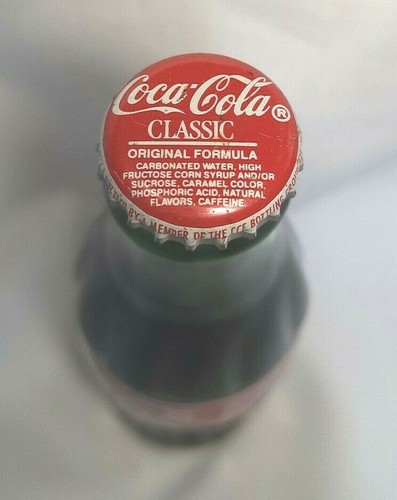 Coca-Cola ®
CLASSIC
ORIGINAL FORMULA
CARBONATED WATER, HIGH
FRUCTOSE CORN SYRUP AND/OR
SUCROSE, CARAMEL COLOR,
PHOSPHORIC ACID, NATURAL
FLAVORS, CAFFEINE.
BY A MEMBER OF THE CCE BOTTLING